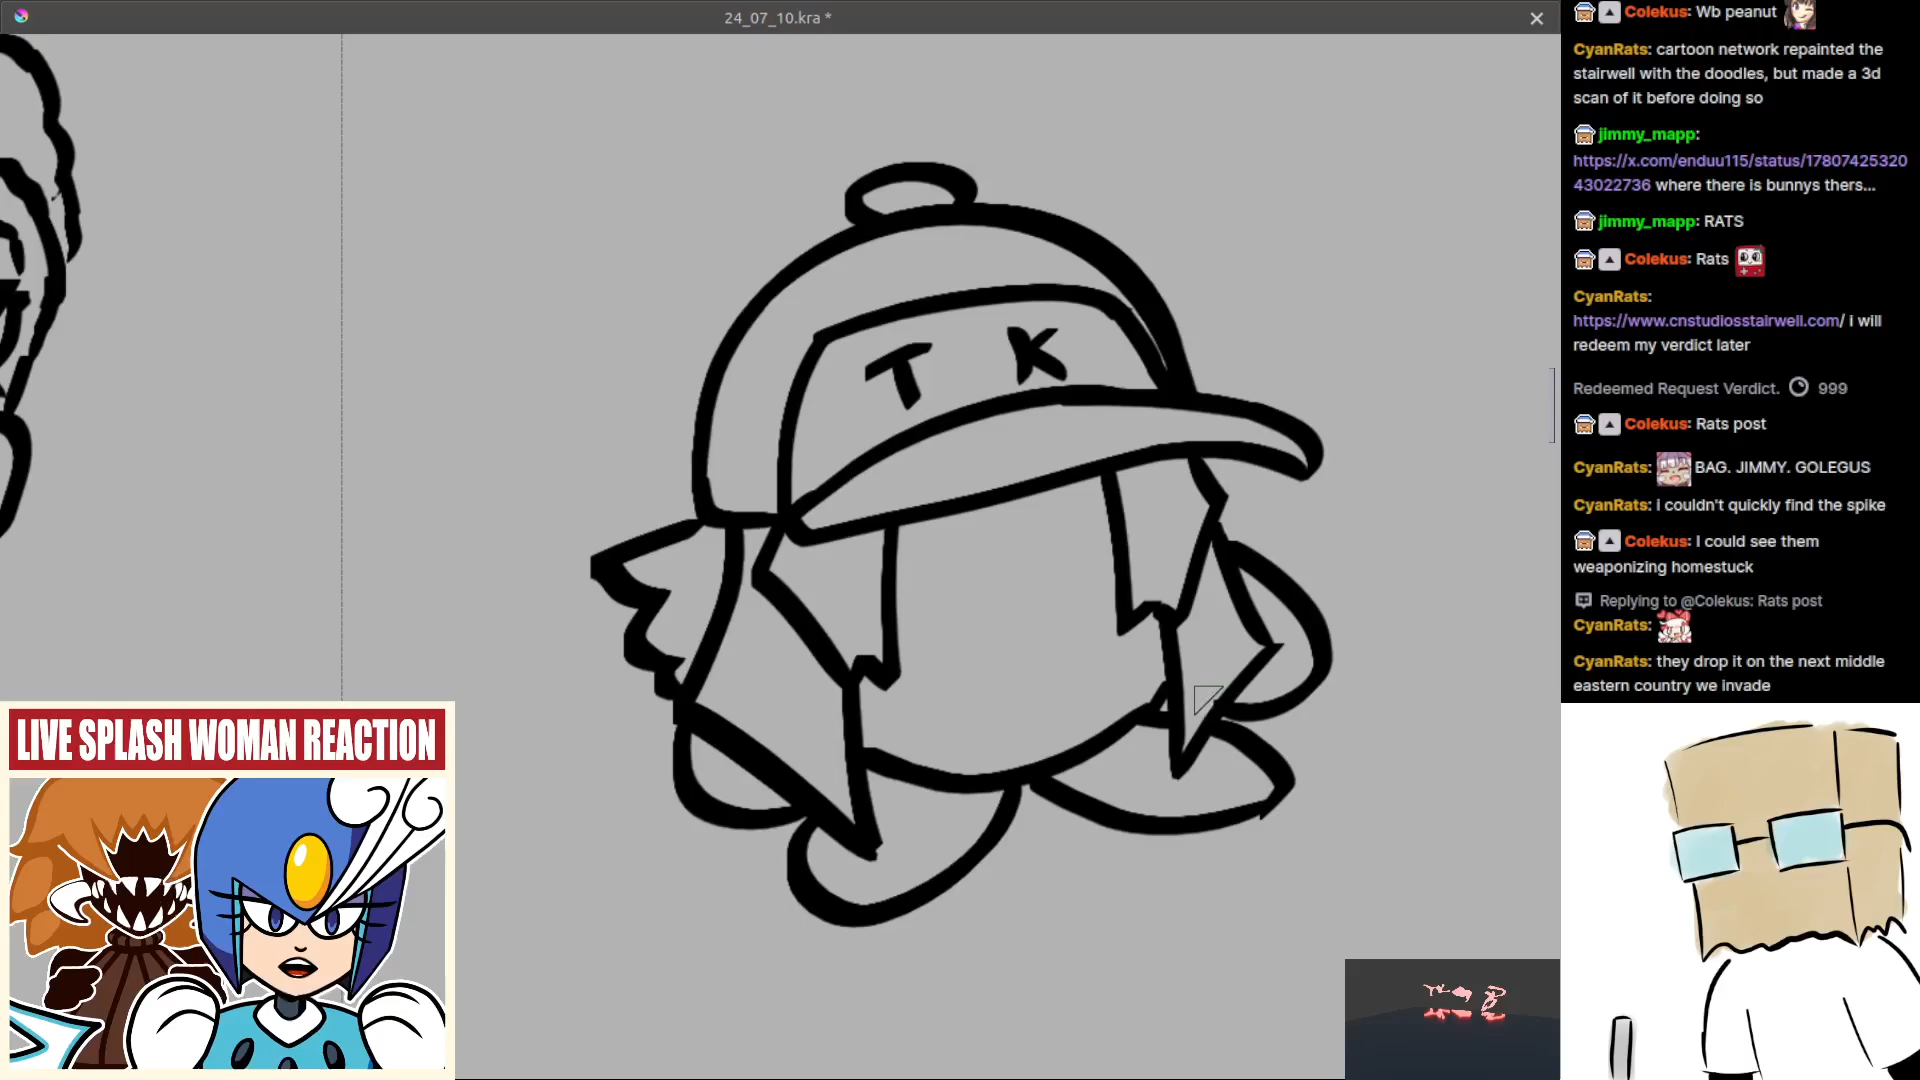 24_07_10.kra *
T K
LIVE SPLASH WOMAN REACTION
Colekus: Wb peanut
CyanRats: cartoon network repainted the
stairwell with the doodles, but made a 3d
scan of it before doing so
jimmy_mapp:
https://x.com/enduu115/status/17807425320
43022736 where there is bunnys thers...
jimmy_mapp: RATS
Colekus: Rats
CyanRats:
https://www.cnstudiosstairwell.com/ i will
redeem my verdict later
Redeemed Request Verdict. 999
Colekus: Rats post
CyanRats: BAG. JIMMY. GOLEGUS
CyanRats: i couldn't quickly find the spike
Colekus: I could see them
weaponizing homestuck
Replying to @Colekus: Rats post
CyanRats:
CyanRats: they drop it on the next middle
eastern country we invade